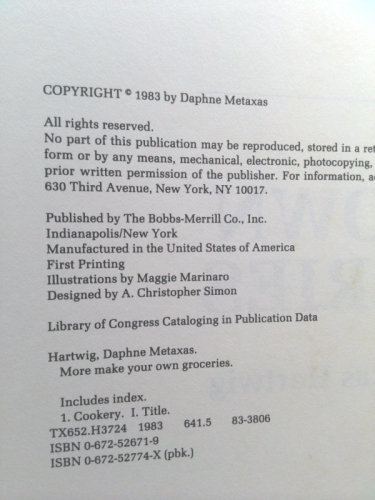 COPYRIGHT © 1983 by Daphne Metaxas
All rights reserved.
No part of this publication may be reproduced, stored in a
form or by any means, mechanical, electronic, photocopying,
prior written permission of the publisher. For information,
630 Third Avenue, New York, NY 10017.
Published by The Bobbs-Merrill Co., Inc.
Indianapolis/New York
Manufactured in the United States of America
First Printing
Illustrations by Maggie Marinaro
Designed by A. Christopher Simon
Library of Congress Cataloging in Publication Data
Hartwig, Daphne Metaxas.
More make your own groceries.
Includes index.
1. Cookery. I. Title.
TX652.H3724 1983 641.5 83-3806
ISBN 0-672-52671-9
ISBN 0-672-52774-X (pbk.)